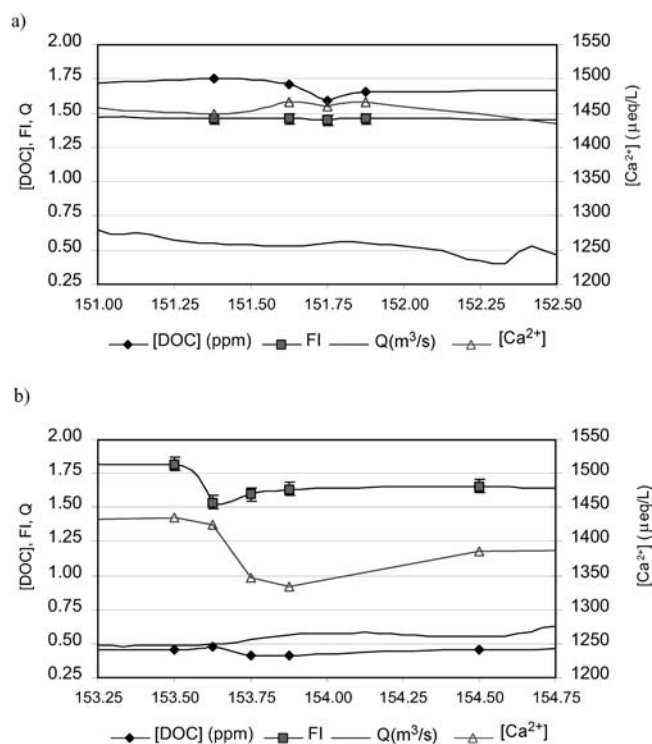 a)
2.00 1.75 1.50 1.25 1.00 0.75 0.50 0.25
[DOC], FI, Q
1550 1500 1450 1400 1350 1300 1250 1200
[Ca²⁺] (µeq/L)
151.00 151.25 151.50 151.75 152.00 152.25 152.50
[DOC] (ppm) FI Q(m³/s) [Ca²⁺]
b)
2.00 1.75 1.50 1.25 1.00 0.75 0.50 0.25
[DOC], FI, Q
1550 1500 1450 1400 1350 1300 1250 1200
[Ca²⁺] (µeq/L)
153.25 153.50 153.75 154.00 154.25 154.50 154.75
[DOC] (ppm) FI Q(m³/s) [Ca²⁺]